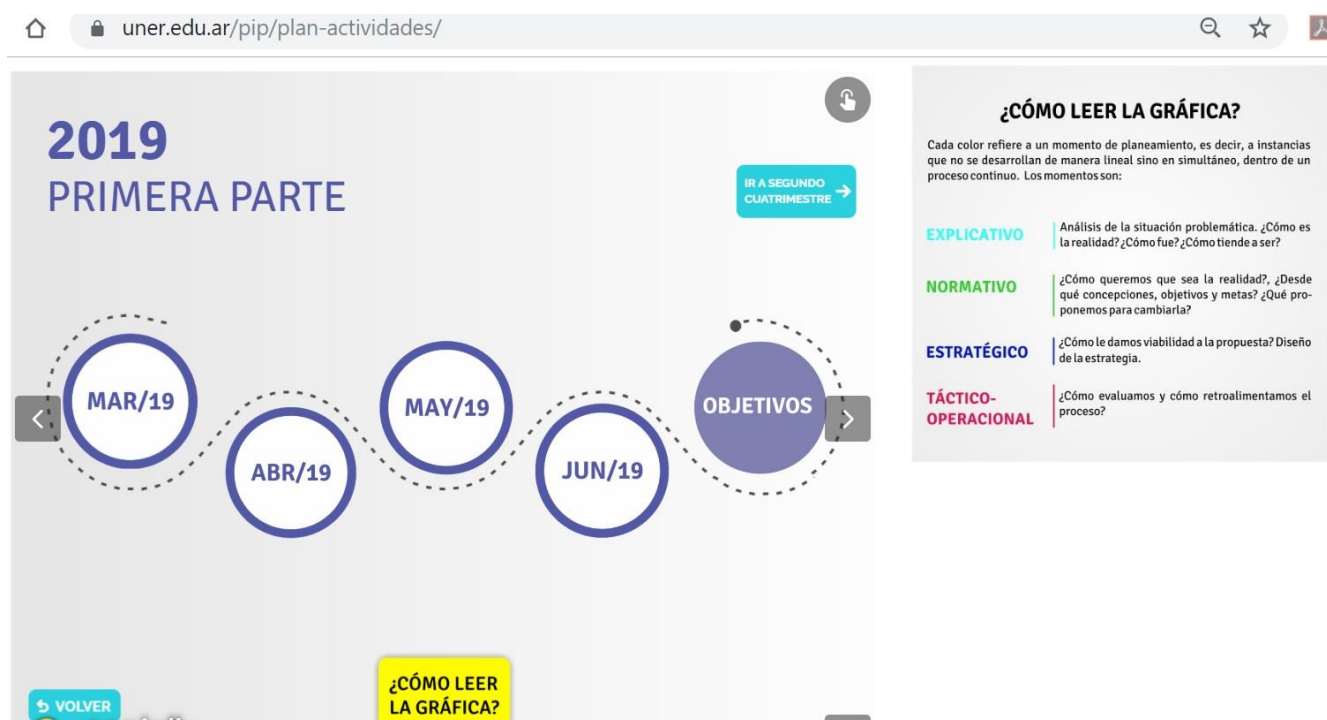 uner.edu.ar/pip/plan-actividades/
2019
PRIMERA PARTE
IR A SEGUNDO
CUATRIMESTRE
MAR/19
ABR/19
MAY/19
JUN/19
OBJETIVOS
¿CÓMO LEER
LA GRÁFICA?
VOLVER
¿CÓMO LEER LA GRÁFICA?
Cada color refiere a un momento de planeamiento, es decir, a instancias
que no se desarrollan de manera lineal sino en simultáneo, dentro de un
proceso continuo. Los momentos son:
EXPLICATIVO
Análisis de la situación problemática. ¿Cómo es
la realidad? ¿Cómo fue? ¿Cómo tiende a ser?
NORMATIVO
¿Cómo queremos que sea la realidad?, ¿Desde
qué concepciones, objetivos y metas? ¿Qué pro-
ponemos para cambiarla?
ESTRATÉGICO
¿Cómo le damos viabilidad a la propuesta? Diseño
de la estrategia.
TÁCTICO-
OPERACIONAL
¿Cómo evaluamos y cómo retroalimentamos el
proceso?